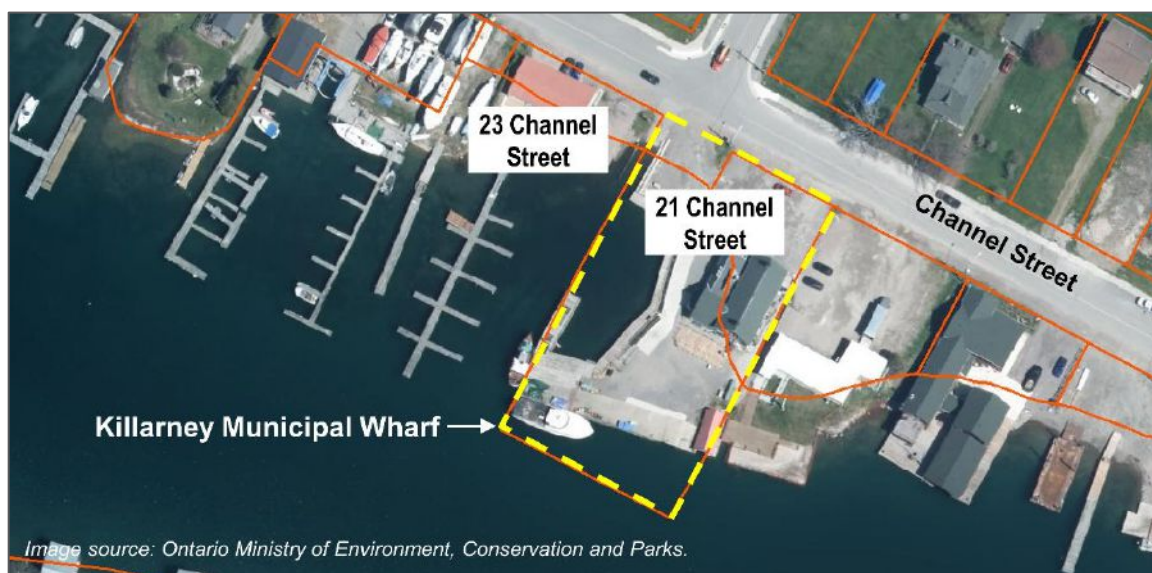 23 Channel
Street
21 Channel
Street
Channel Street
Killarney Municipal Wharf
Image source: Ontario Ministry of Environment, Conservation and Parks.